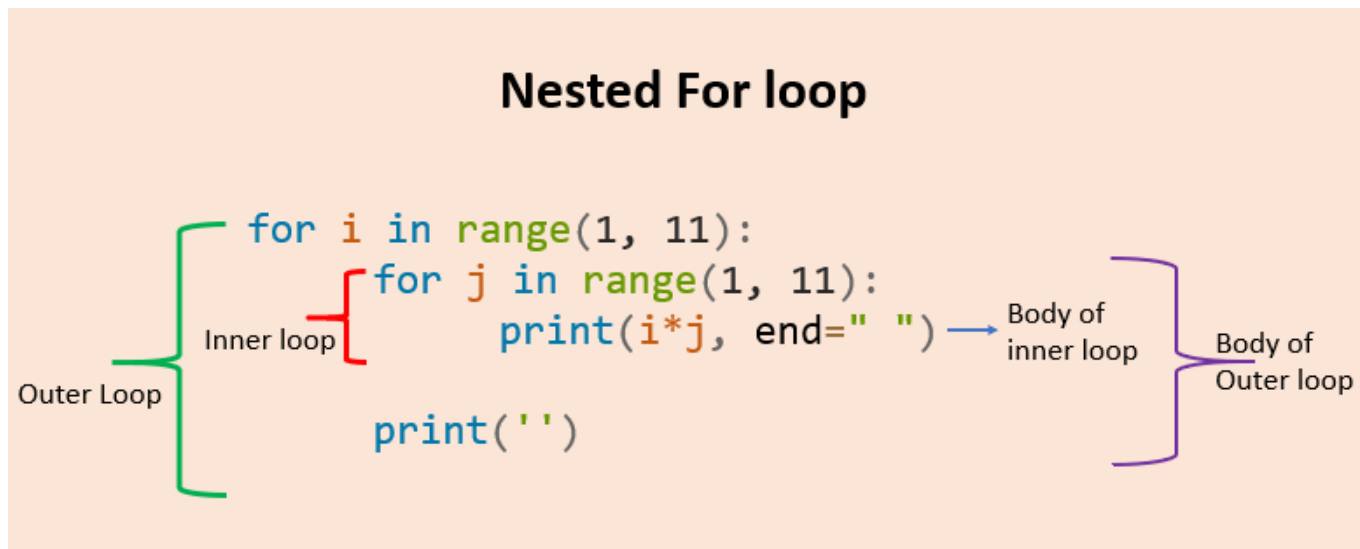 Nested For loop
for i in range(1, 11):
for j in range(1, 11):
print(i*j, end=" ")
print('')
Inner loop
Outer Loop
Body of
inner loop
Body of
Outer loop